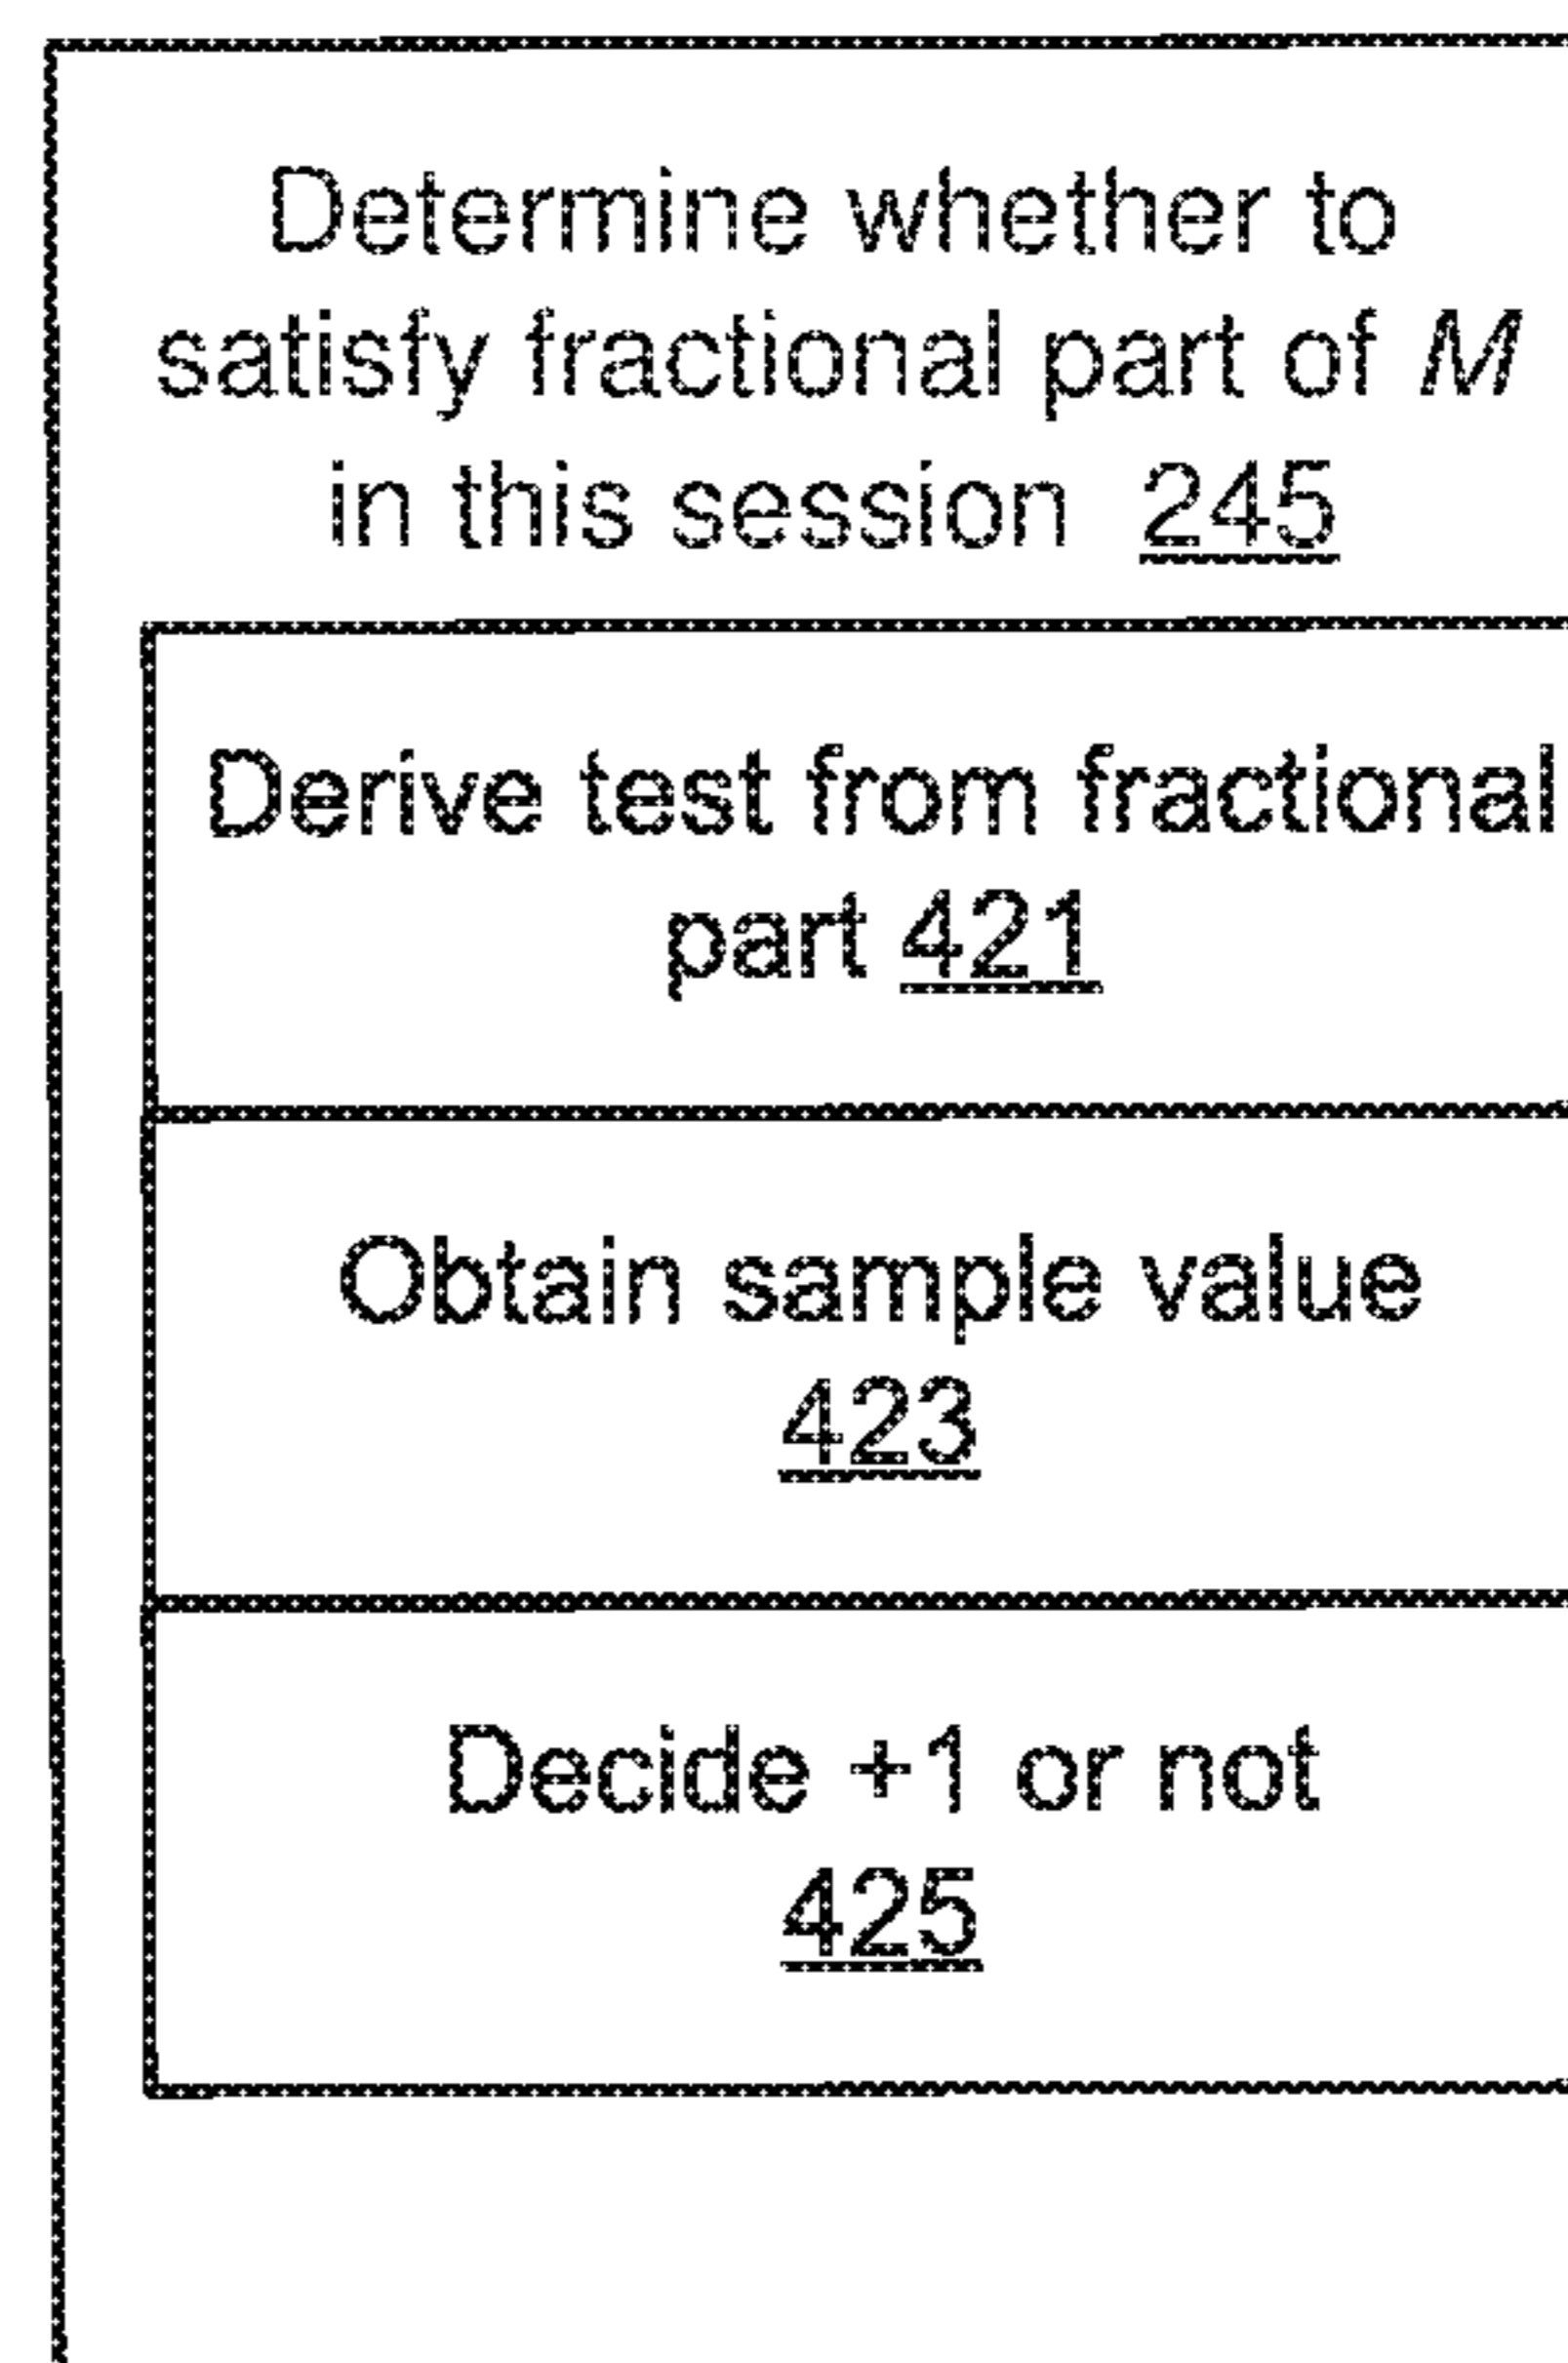 Determine whether to
satisfy fractional part of M
in this session 245
Derive test from fractional
part 421
Obtain sample value
423
Decide +1 or not
425